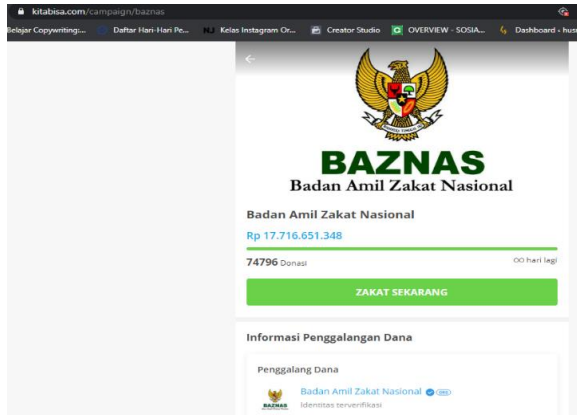 kitabisa.com/campaign/baznas
Belajar Copywriting:... Daftar Hari-Hari Pe... Kelas Instagram Or... Creator Studio OVERVIEW - SOSIA... Dashboard - hus
BAZNAS
Badan Amil Zakat Nasional
Badan Amil Zakat Nasional
Rp 17.716.651.348
74796 Donasi
∞ hari lagi
ZAKAT SEKARANG
Informasi Penggalangan Dana
Penggalang Dana
Badan Amil Zakat Nasional
BAZNAS
Identitas terverifikasi